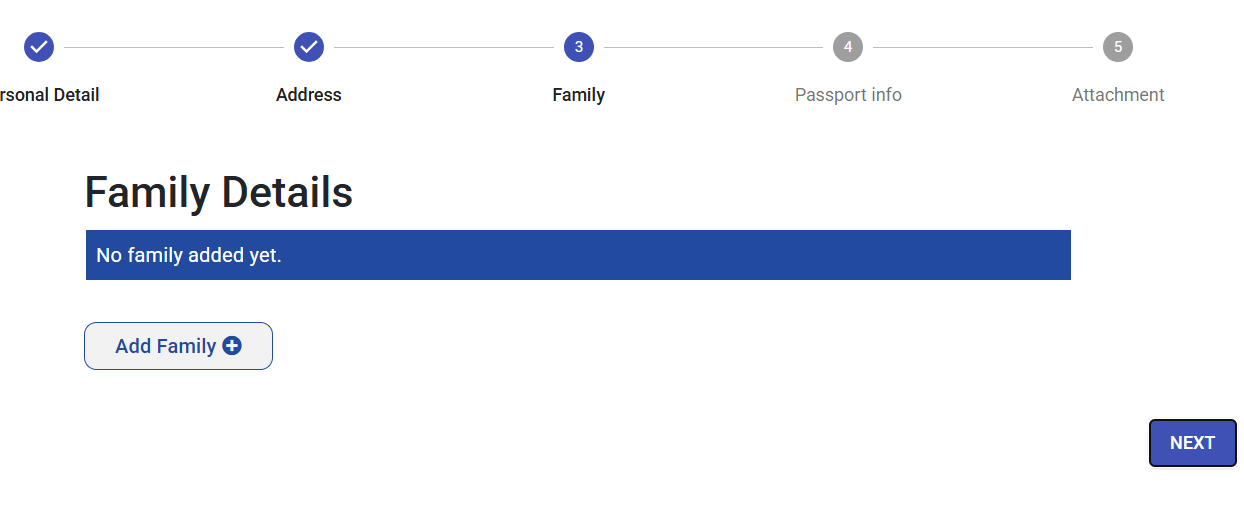 3
4
5
rsonal Detail
Address
Family
Passport info
Attachment
Family Details
No family added yet.
Add Family
NEXT